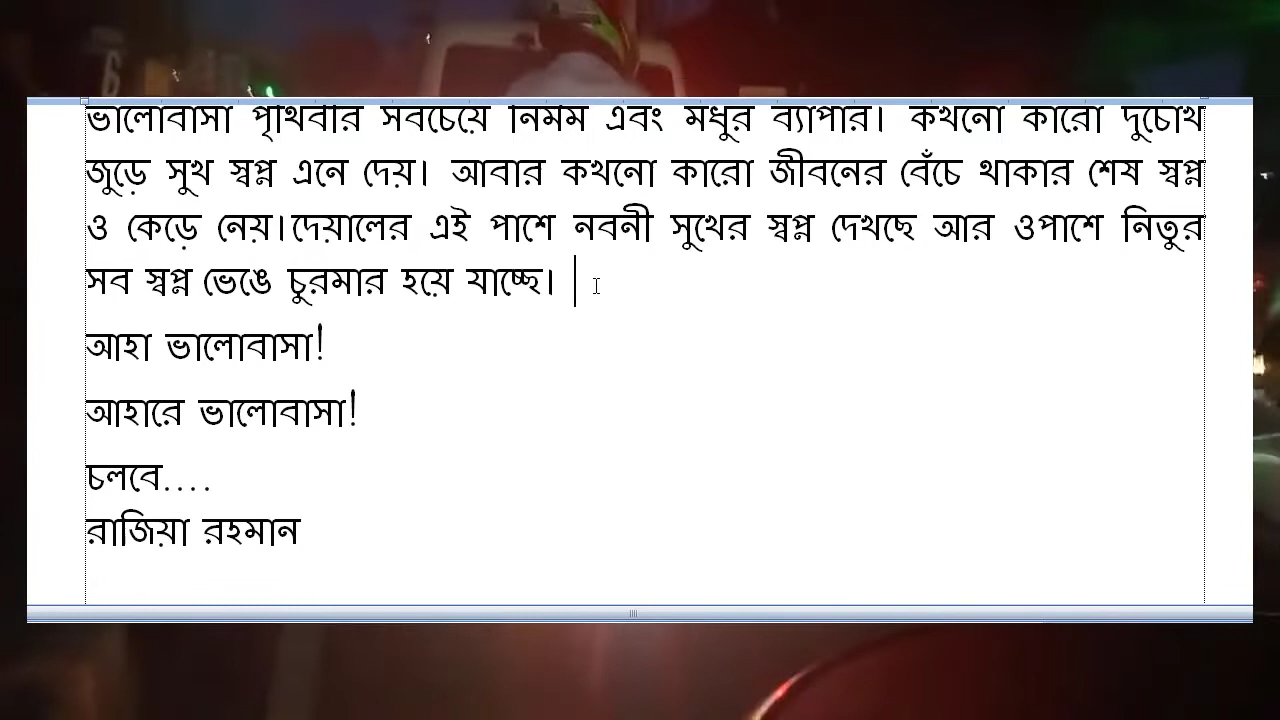 ভালোবাসা পৃথিবীর সবচেয়ে নির্মম এবং মধুর ব্যাপার। কখনো কারো দুচোখ
জুড়ে সুখ স্বপ্ন এনে দেয়। আবার কখনো কারো জীবনের বেঁচে থাকার শেষ স্বপ্ন
ও কেড়ে নেয়।দেয়ালের এই পাশে নবনী সুখের স্বপ্ন দেখছে আর ওপাশে নিতুর
সব স্বপ্ন ভেঙে চুরমার হয়ে যাচ্ছে।
আহা ভালোবাসা!
আহারে ভালোবাসা!
চলবে....
রাজিয়া রহমান